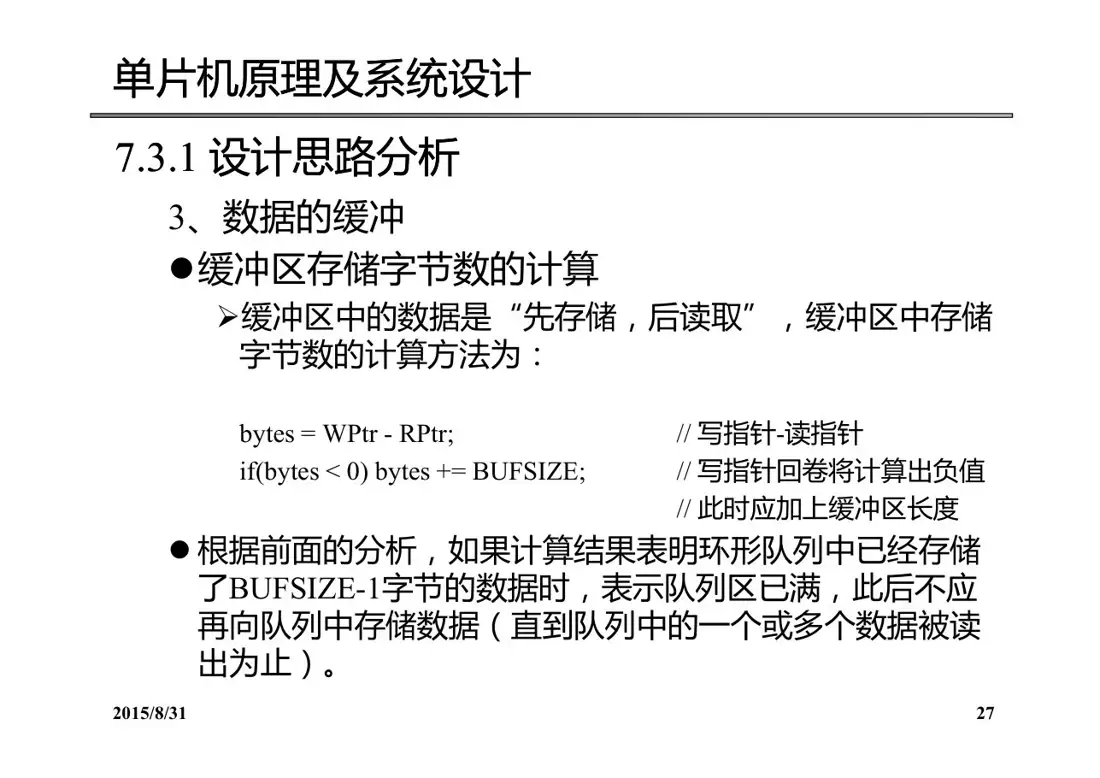 单片机原理及系统设计
7.3.1 设计思路分析
3、数据的缓冲
●缓冲区存储字节数的计算
➢缓冲区中的数据是“先存储，后读取”，缓冲区中存储
字节数的计算方法为：
bytes = WPtr - RPtr; // 写指针-读指针
if(bytes < 0) bytes += BUFSIZE; // 写指针回卷将计算出负值
// 此时应加上缓冲区长度
● 根据前面的分析，如果计算结果表明环形队列中已经存储
了BUFSIZE-1字节的数据时，表示队列区已满，此后不应
再向队列中存储数据（直到队列中的一个或多个数据被读
出为止）。
2015/8/31 27